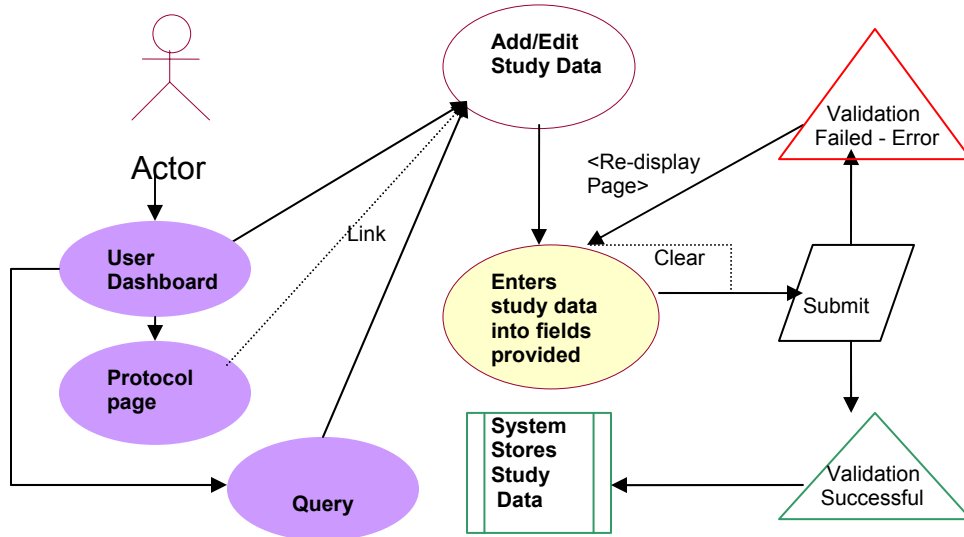 Add/Edit
Study Data
Validation
Failed - Error
Actor
<Re-display
Page>
Link
User
Dashboard
Clear
Enters
study data
into fields
provided
Submit
Protocol
page
System
Stores
Study
Data
Validation
Successful
Query